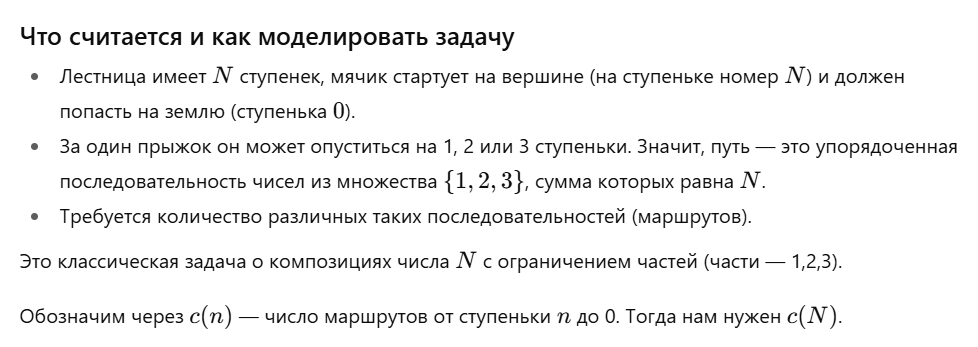 Что считается и как моделировать задачу
• Лестница имеет N ступенек, мячик стартует на вершине (на ступеньке номер N) и должен
попасть на землю (ступенька 0).
• За один прыжок он может опуститься на 1, 2 или 3 ступеньки. Значит, путь — это упорядоченная
последовательность чисел из множества {1, 2, 3}, сумма которых равна N.
• Требуется количество различных таких последовательностей (маршрутов).
Это классическая задача о композициях числа N с ограничением частей (части — 1,2,3).
Обозначим через c(n) — число маршрутов от ступеньки n до 0. Тогда нам нужен c(N).